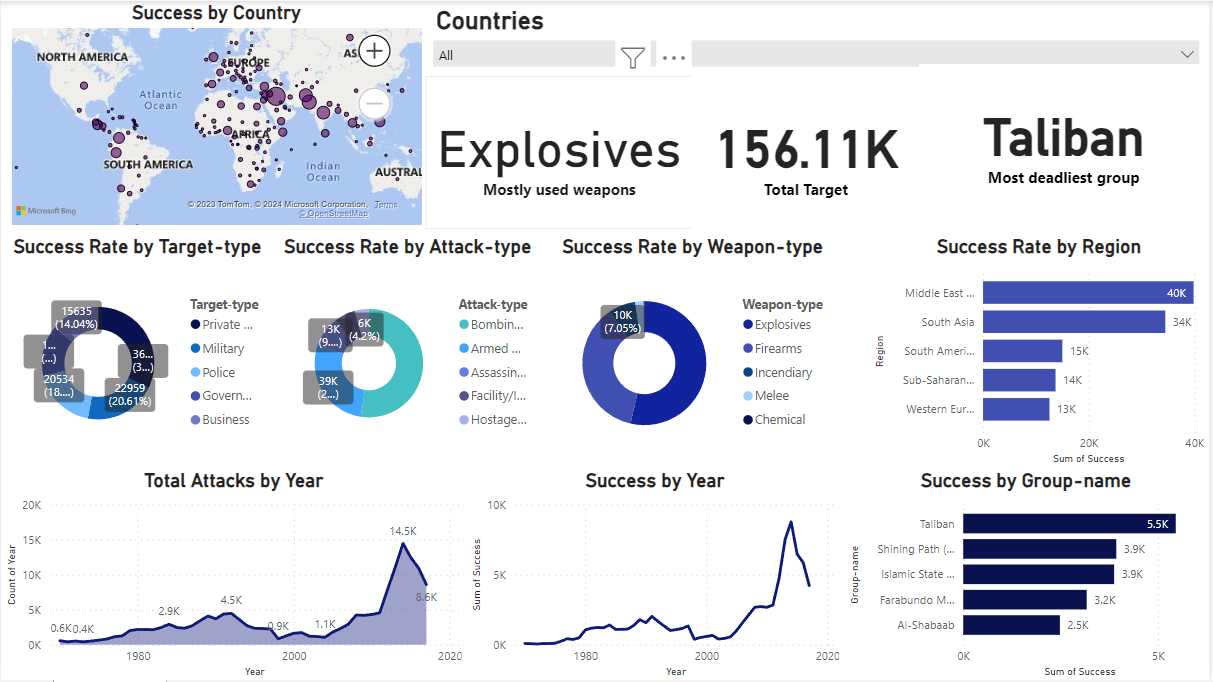 Success by Country
NORTH AMERICA
EUROPE
AS
Atlantic
Ocean
AFRICA
SOUTH AMERICA
Indian
Ocean
AUSTRAL
Microsoft Bing
© 2023 TomTom, © 2024 Microsoft Corporation, Terms
© OpenStreetMap
Countries
All
Explosives
Mostly used weapons
156.11K
Total Target
Taliban
Most deadliest group
Success Rate by Target-type
15635
(14.04%)
1...
(...)
36...
(3...)
20534
(18....)
22959
(20.61%)
Target-type
Private ...
Military
Police
Govern...
Business
Success Rate by Attack-type
13K
(9....)
6K
(4.2%)
39K
(2...)
Attack-type
Bombin...
Armed ...
Assassin...
Facility/I...
Hostage...
Success Rate by Weapon-type
10K
(7.05%)
Weapon-type
Explosives
Firearms
Incendiary
Melee
Chemical
Success Rate by Region
Region
Middle East ... 40K
South Asia 34K
South Ameri... 15K
Sub-Saharan... 14K
Western Eur... 13K
0K 20K 40K
Sum of Success
Total Attacks by Year
Count of Year
20K
15K
10K
5K
0K
0.6K 0.4K 2.9K 4.5K 0.9K 1.1K 14.5K 8.6K
1980 2000 2020
Year
Success by Year
Sum of Success
10K
5K
0K
1980 2000 2020
Year
Success by Group-name
Group-name
Taliban 5.5K
Shining Path (... 3.9K
Islamic State ... 3.9K
Farabundo M... 3.2K
Al-Shabaab 2.5K
0K 5K
Sum of Success